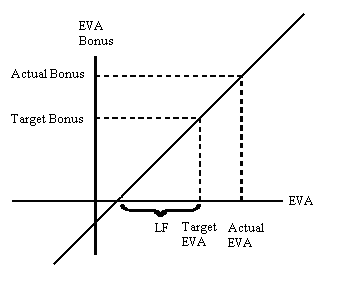 EVA
Bonus
Actual Bonus
Target Bonus
EVA
LF
Target
EVA
Actual
EVA